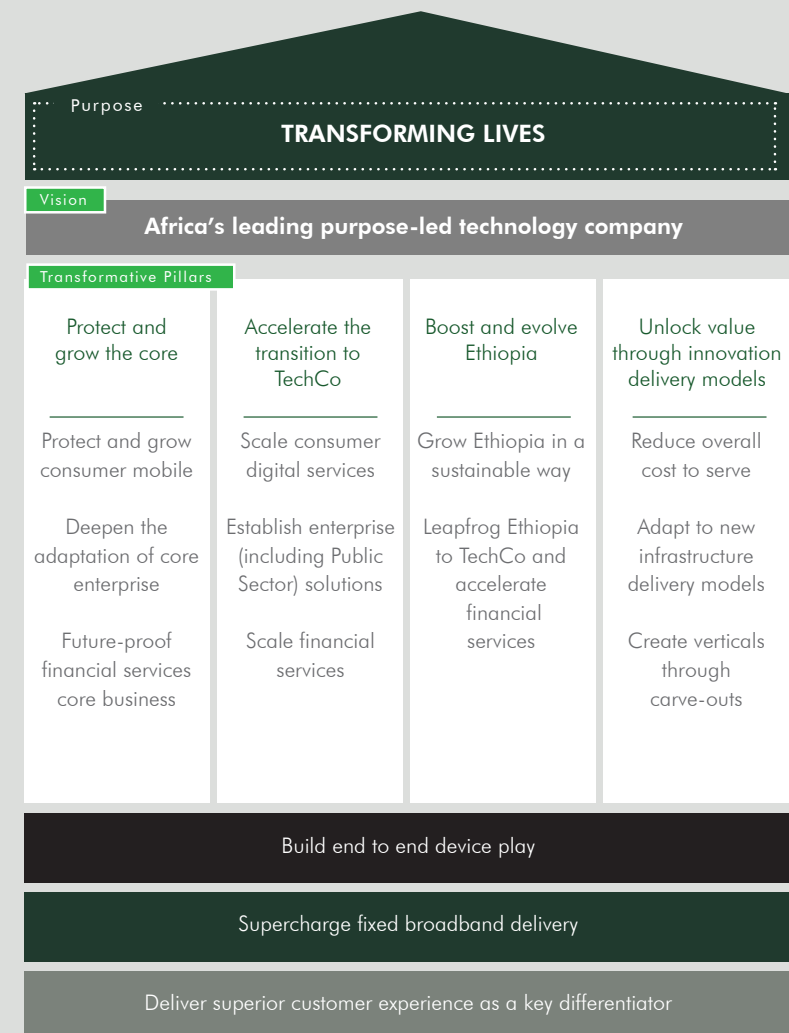 Purpose
TRANSFORMING LIVES
Vision
Africa’s leading purpose-led technology company
Transformative Pillars
Protect and
grow the core
Protect and grow
consumer mobile
Deepen the
adaptation of core
enterprise
Future-proof
financial services
core business
Accelerate the
transition to
TechCo
Scale consumer
digital services
Establish enterprise
(including Public
Sector) solutions
Scale financial
services
Boost and evolve
Ethiopia
Grow Ethiopia in a
sustainable way
Leapfrog Ethiopia
to TechCo and
accelerate
financial
services
Unlock value
through innovation
delivery models
Reduce overall
cost to serve
Adapt to new
infrastructure
delivery models
Create verticals
through
carve-outs
Build end to end device play
Supercharge fixed broadband delivery
Deliver superior customer experience as a key differentiator